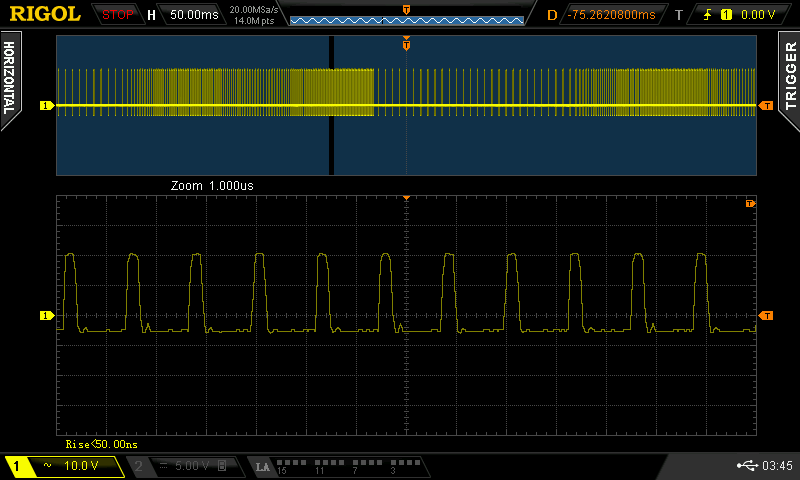 RIGOL STOP H 50.00ms 20.00MSa/s 14.0M pts D -75.2620800ms T 1 0.00 V
T
HORIZONTAL
TRIGGER
T
1
T
Zoom 1.000us
T
1
T
Rise<50.00ns
1 ~ 10.0 V 2 = 5.00 V B LA 15 11 7 3 03:45